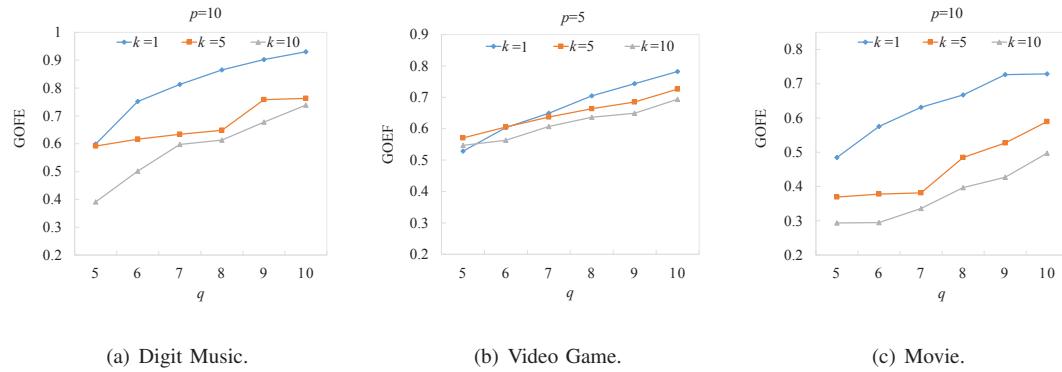 p=10
k=1 k=5 k=10
1
0.9
0.8
0.7
0.6
0.5
0.4
0.3
0.2
GOFE
5 6 7 8 9 10
q
(a) Digit Music.
p=5
k=1 k=5 k=10
0.9
0.8
0.7
0.6
0.5
0.4
0.3
0.2
GOEF
5 6 7 8 9 10
q
(b) Video Game.
p=10
k=1 k=5 k=10
0.8
0.7
0.6
0.5
0.4
0.3
0.2
GOFE
5 6 7 8 9 10
q
(c) Movie.